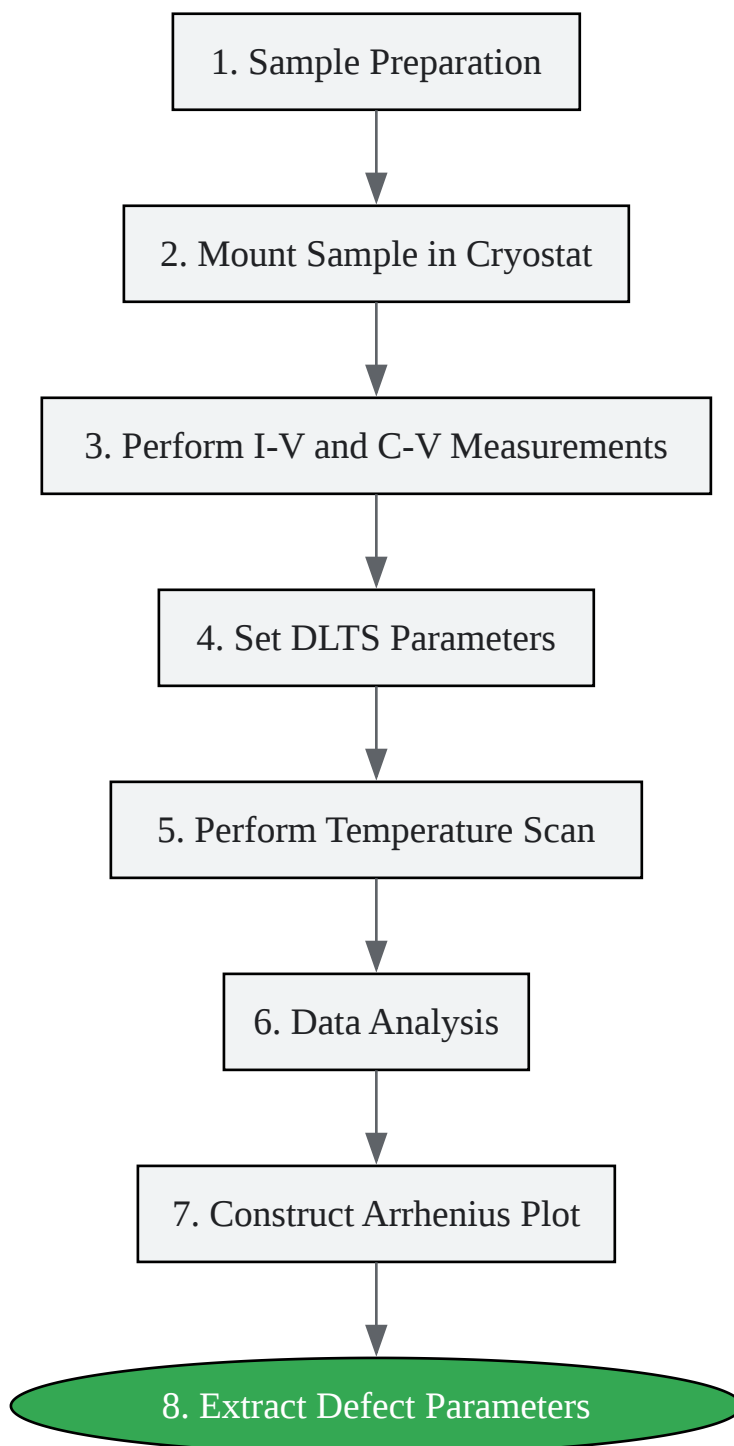 1. Sample Preparation
2. Mount Sample in Cryostat
3. Perform I-V and C-V Measurements
4. Set DLTS Parameters
5. Perform Temperature Scan
6. Data Analysis
7. Construct Arrhenius Plot
8. Extract Defect Parameters